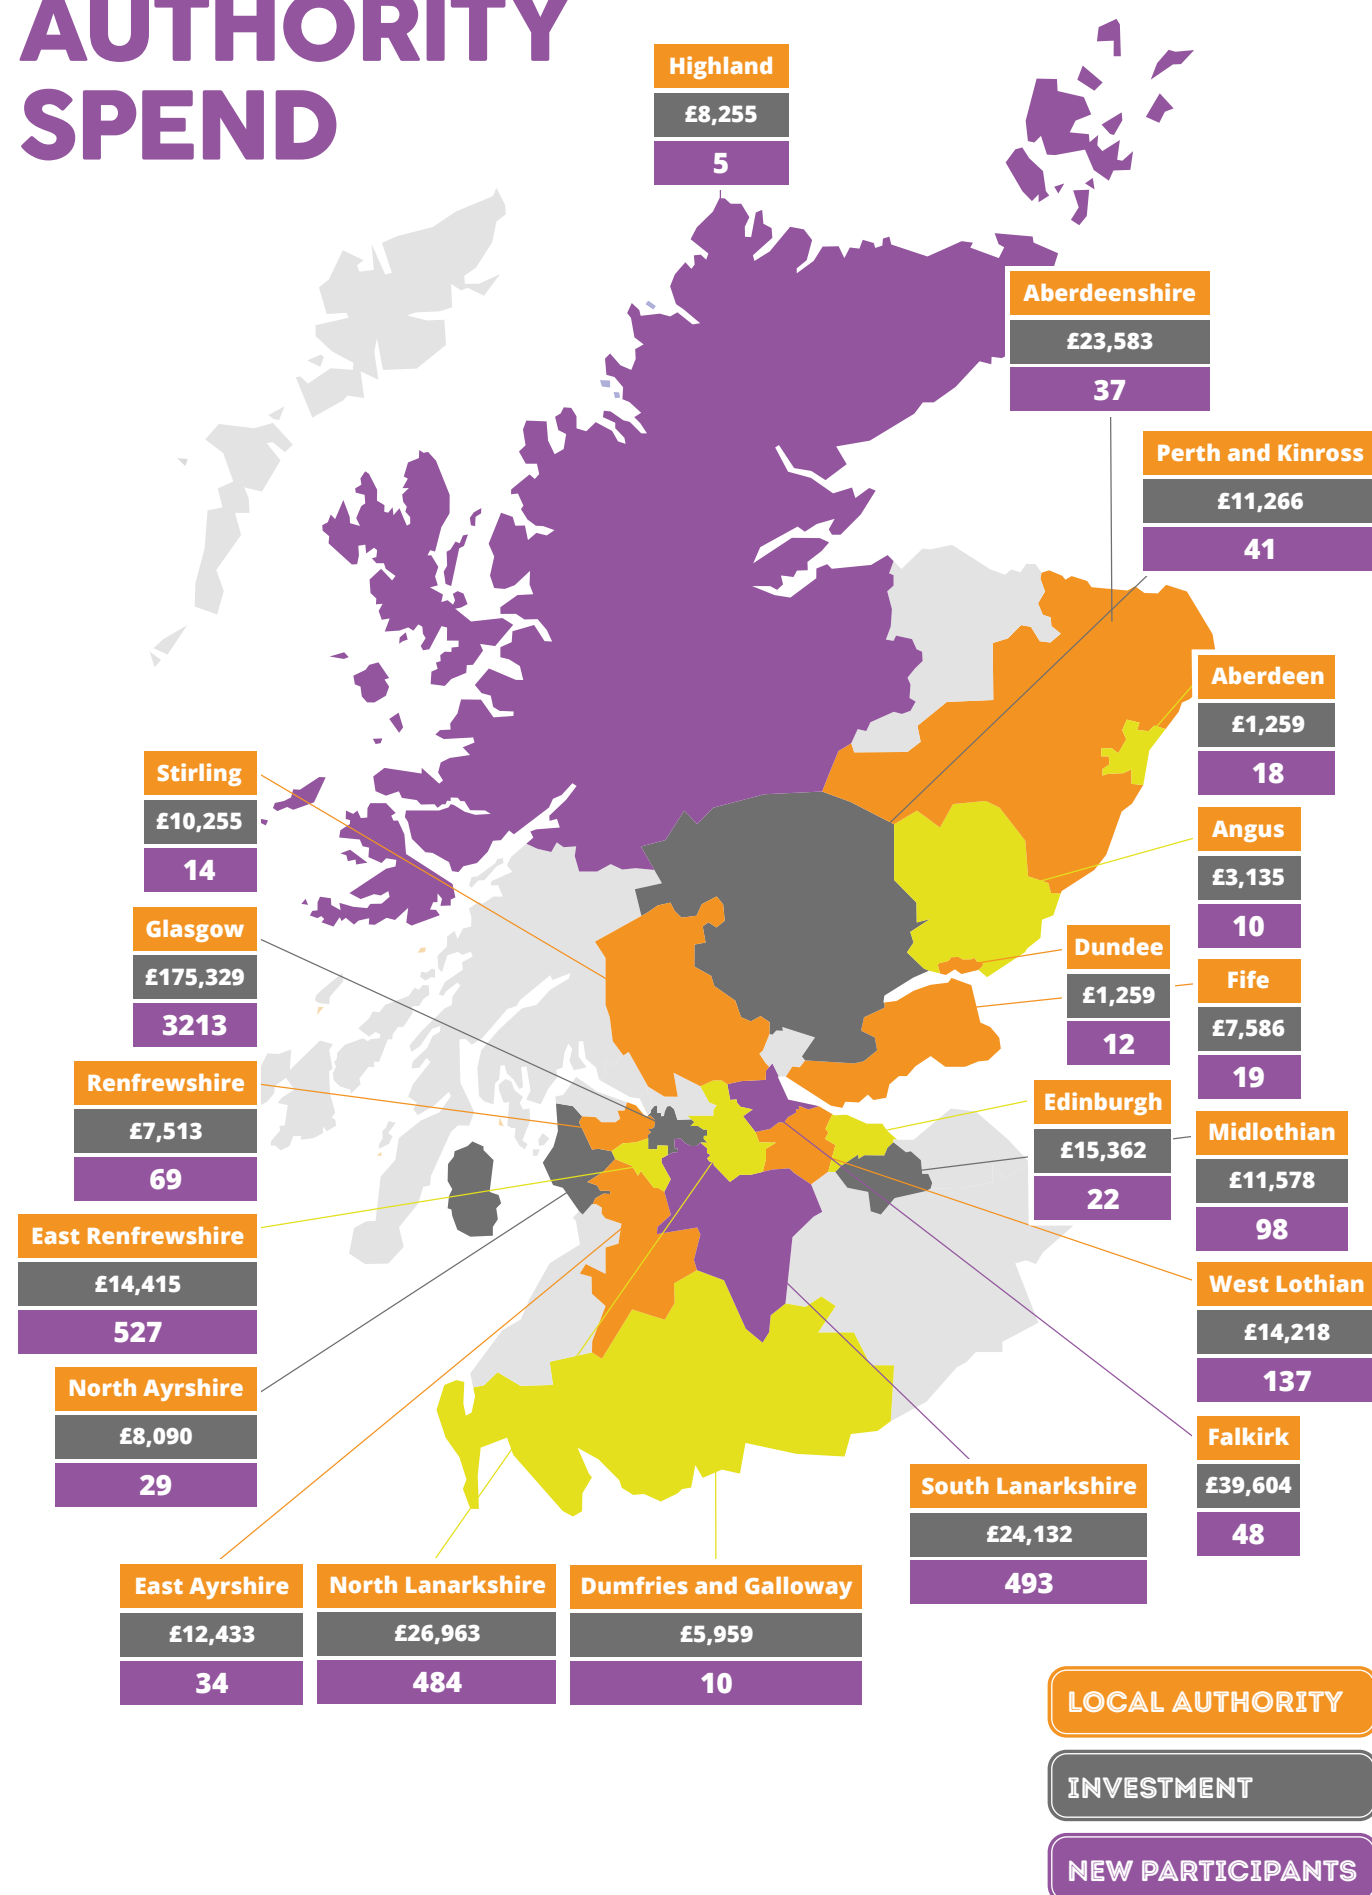 AUTHORITY
SPEND
Highland
£8,255
5
Aberdeenshire
£23,583
37
Perth and Kinross
£11,266
41
Aberdeen
£1,259
18
Stirling
£10,255
14
Angus
£3,135
10
Glasgow
£175,329
3213
Dundee
£1,259
12
Fife
£7,586
19
Renfrewshire
£7,513
69
Edinburgh
£15,362
22
Midlothian
£11,578
98
East Renfrewshire
£14,415
527
West Lothian
£14,218
137
North Ayrshire
£8,090
29
Falkirk
£39,604
48
South Lanarkshire
£24,132
493
East Ayrshire
£12,433
34
North Lanarkshire
£26,963
484
Dumfries and Galloway
£5,959
10
LOCAL AUTHORITY
INVESTMENT
NEW PARTICIPANTS